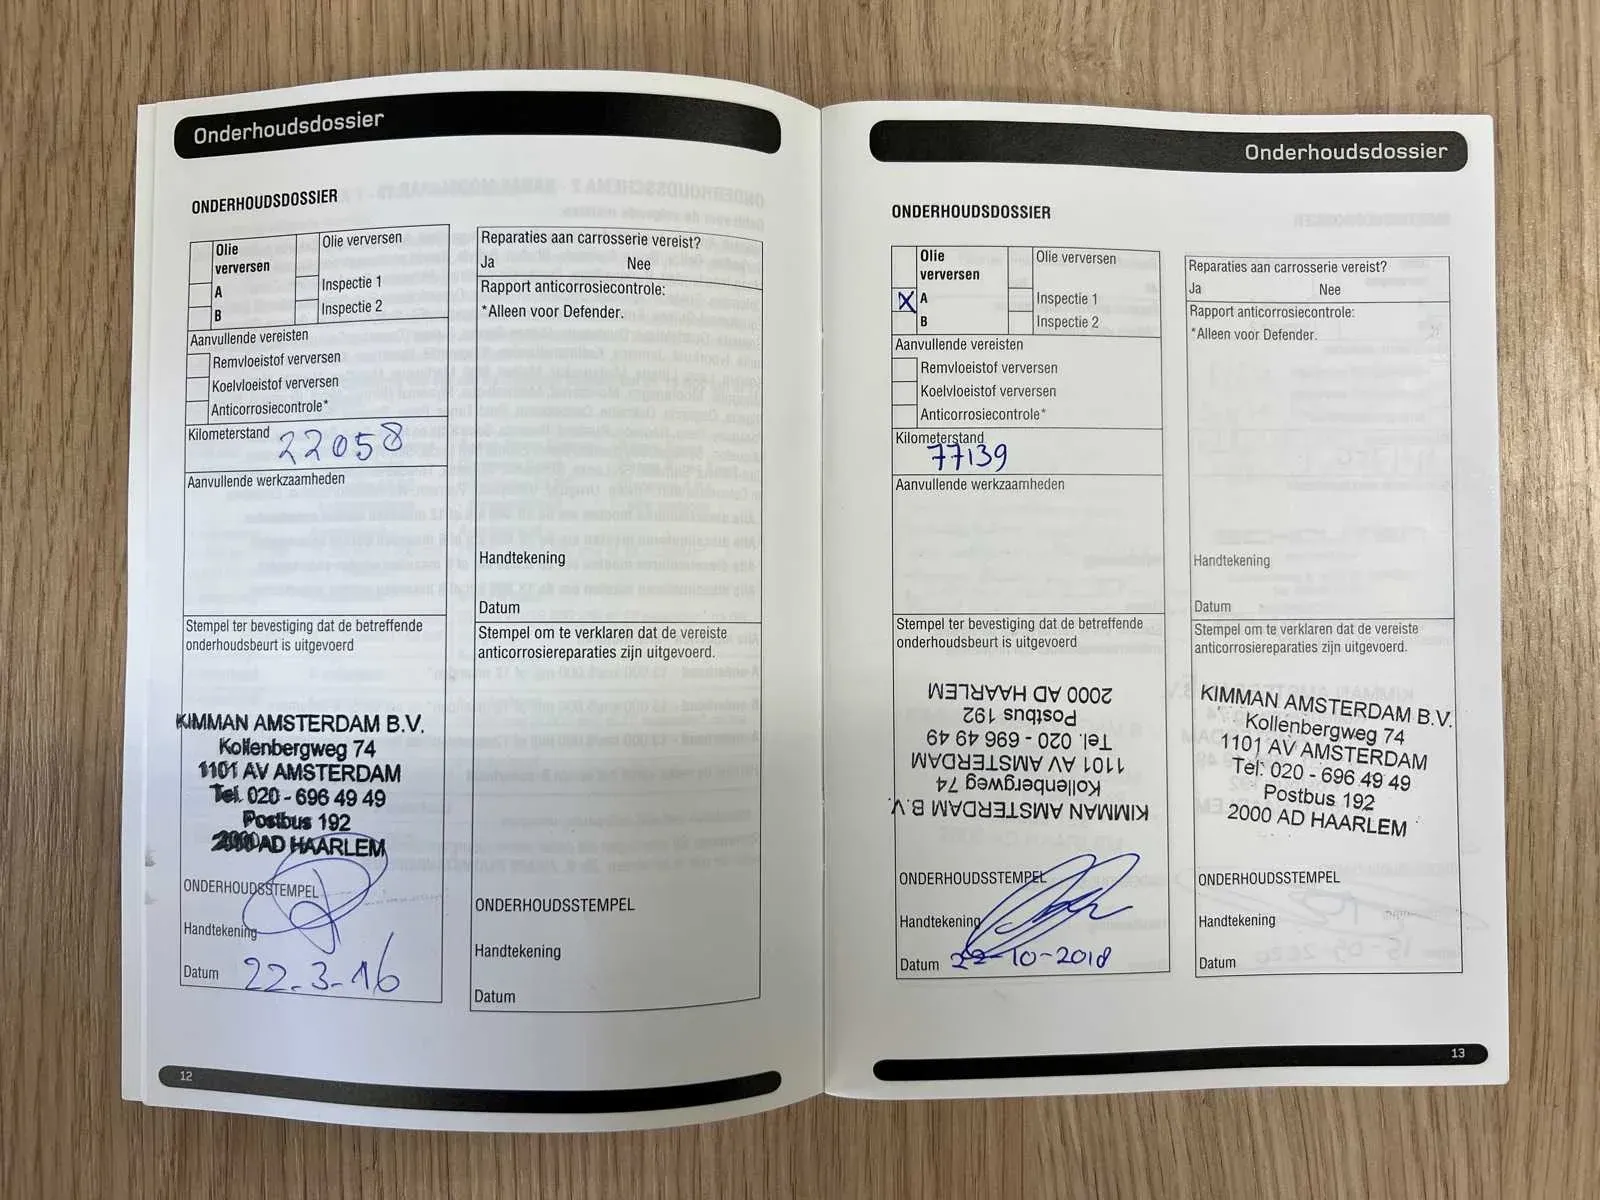 Onderhoudsdossier
ONDERHOUDSDOSSIER
Olie verversen
A
B
Olie verversen
Inspectie 1
Inspectie 2
Aanvullende vereisten
Remvloeistof verversen
Koelvloeistof verversen
Anticorrosiecontrole*
Kilometerstand 22058
Aanvullende werkzaamheden
Stempel ter bevestiging dat de betreffende
onderhoudsbeurt is uitgevoerd
KIMMAN AMSTERDAM B.V.
Kollenbergweg 74
1101 AV AMSTERDAM
Tel. 020 - 696 49 49
Postbus 192
2000 AD HAARLEM
ONDERHOUDSSTEMPEL
Handtekening
Datum 22-3-16
Reparaties aan carrosserie vereist?
Ja Nee
Rapport anticorrosiecontrole:
*Alleen voor Defender.
Handtekening
Datum
Stempel om te verklaren dat de vereiste
anticorrosiereparaties zijn uitgevoerd.
ONDERHOUDSSTEMPEL
Handtekening
Datum
12
Onderhoudsdossier
ONDERHOUDSDOSSIER
Olie verversen
X A
B
Olie verversen
Inspectie 1
Inspectie 2
Aanvullende vereisten
Remvloeistof verversen
Koelvloeistof verversen
Anticorrosiecontrole*
Kilometerstand
77139
Aanvullende werkzaamheden
Stempel ter bevestiging dat de betreffende
onderhoudsbeurt is uitgevoerd
KIMMAN AMSTERDAM B.V.
Kollenbergweg 74
1101 AV AMSTERDAM
Tel. 020 - 696 49 49
Postbus 192
2000 AD HAARLEM
ONDERHOUDSSTEMPEL
Handtekening
Datum 22-10-2018
Reparaties aan carrosserie vereist?
Ja Nee
Rapport anticorrosiecontrole:
*Alleen voor Defender.
Handtekening
Datum
Stempel om te verklaren dat de vereiste
anticorrosiereparaties zijn uitgevoerd.
KIMMAN AMSTERDAM B.V.
Kollenbergweg 74
1101 AV AMSTERDAM
Tel: 020 - 696 49 49
Postbus 192
2000 AD HAARLEM
ONDERHOUDSSTEMPEL
Handtekening
Datum
13